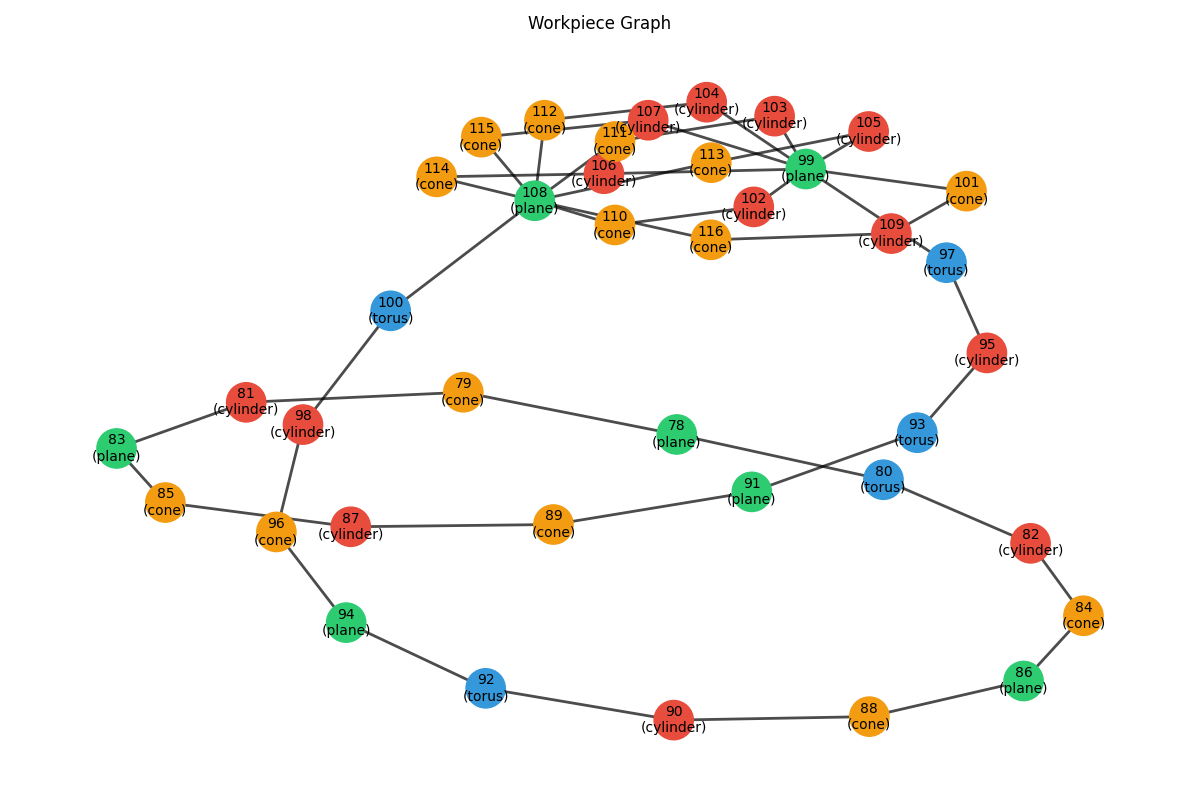 Workpiece Graph
104
(cylinder)
103
(cylinder)
112
(cone)
107
(cylinder)
105
(cylinder)
115
(cone)
111
(cone)
113
(cone)
99
(plane)
114
(cone)
106
(cylinder)
101
(cone)
108
(plane)
102
(cylinder)
110
(cone)
116
(cone)
109
(cylinder)
97
(torus)
100
(torus)
95
(cylinder)
81
(cylinder)
79
(cone)
98
(cylinder)
78
(plane)
93
(torus)
83
(plane)
80
(torus)
91
(plane)
85
(cone)
96
(cone)
87
(cylinder)
89
(cone)
82
(cylinder)
84
(cone)
94
(plane)
86
(plane)
92
(torus)
90
(cylinder)
88
(cone)